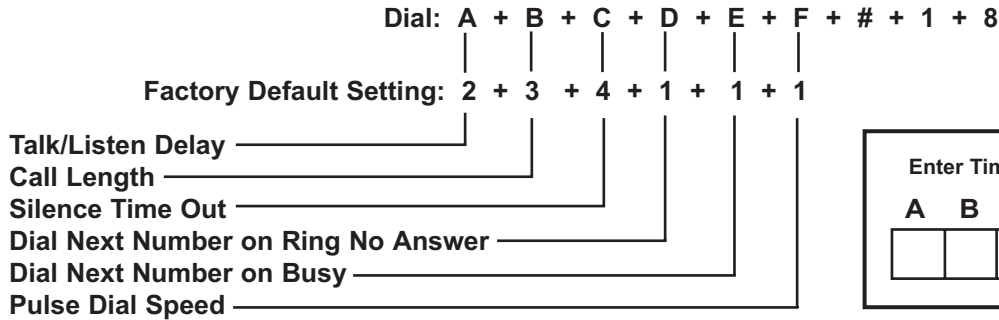 Dial: A + B + C + D + E + F + # + 1 + 8
Factory Default Setting: 2 + 3 + 4 + 1 + 1 + 1
Talk/Listen Delay
Call Length
Silence Time Out
Dial Next Number on Ring No Answer
Dial Next Number on Busy
Pulse Dial Speed
Enter
A B